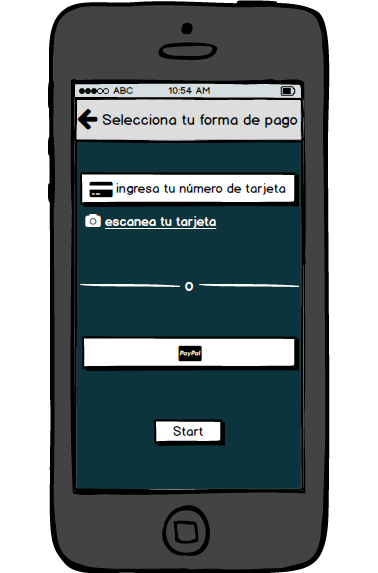 ABC 10:54 AM
Selecciona tu forma de pago
ingresa tu número de tarjeta
escanea tu tarjeta
o
PayPal
Start